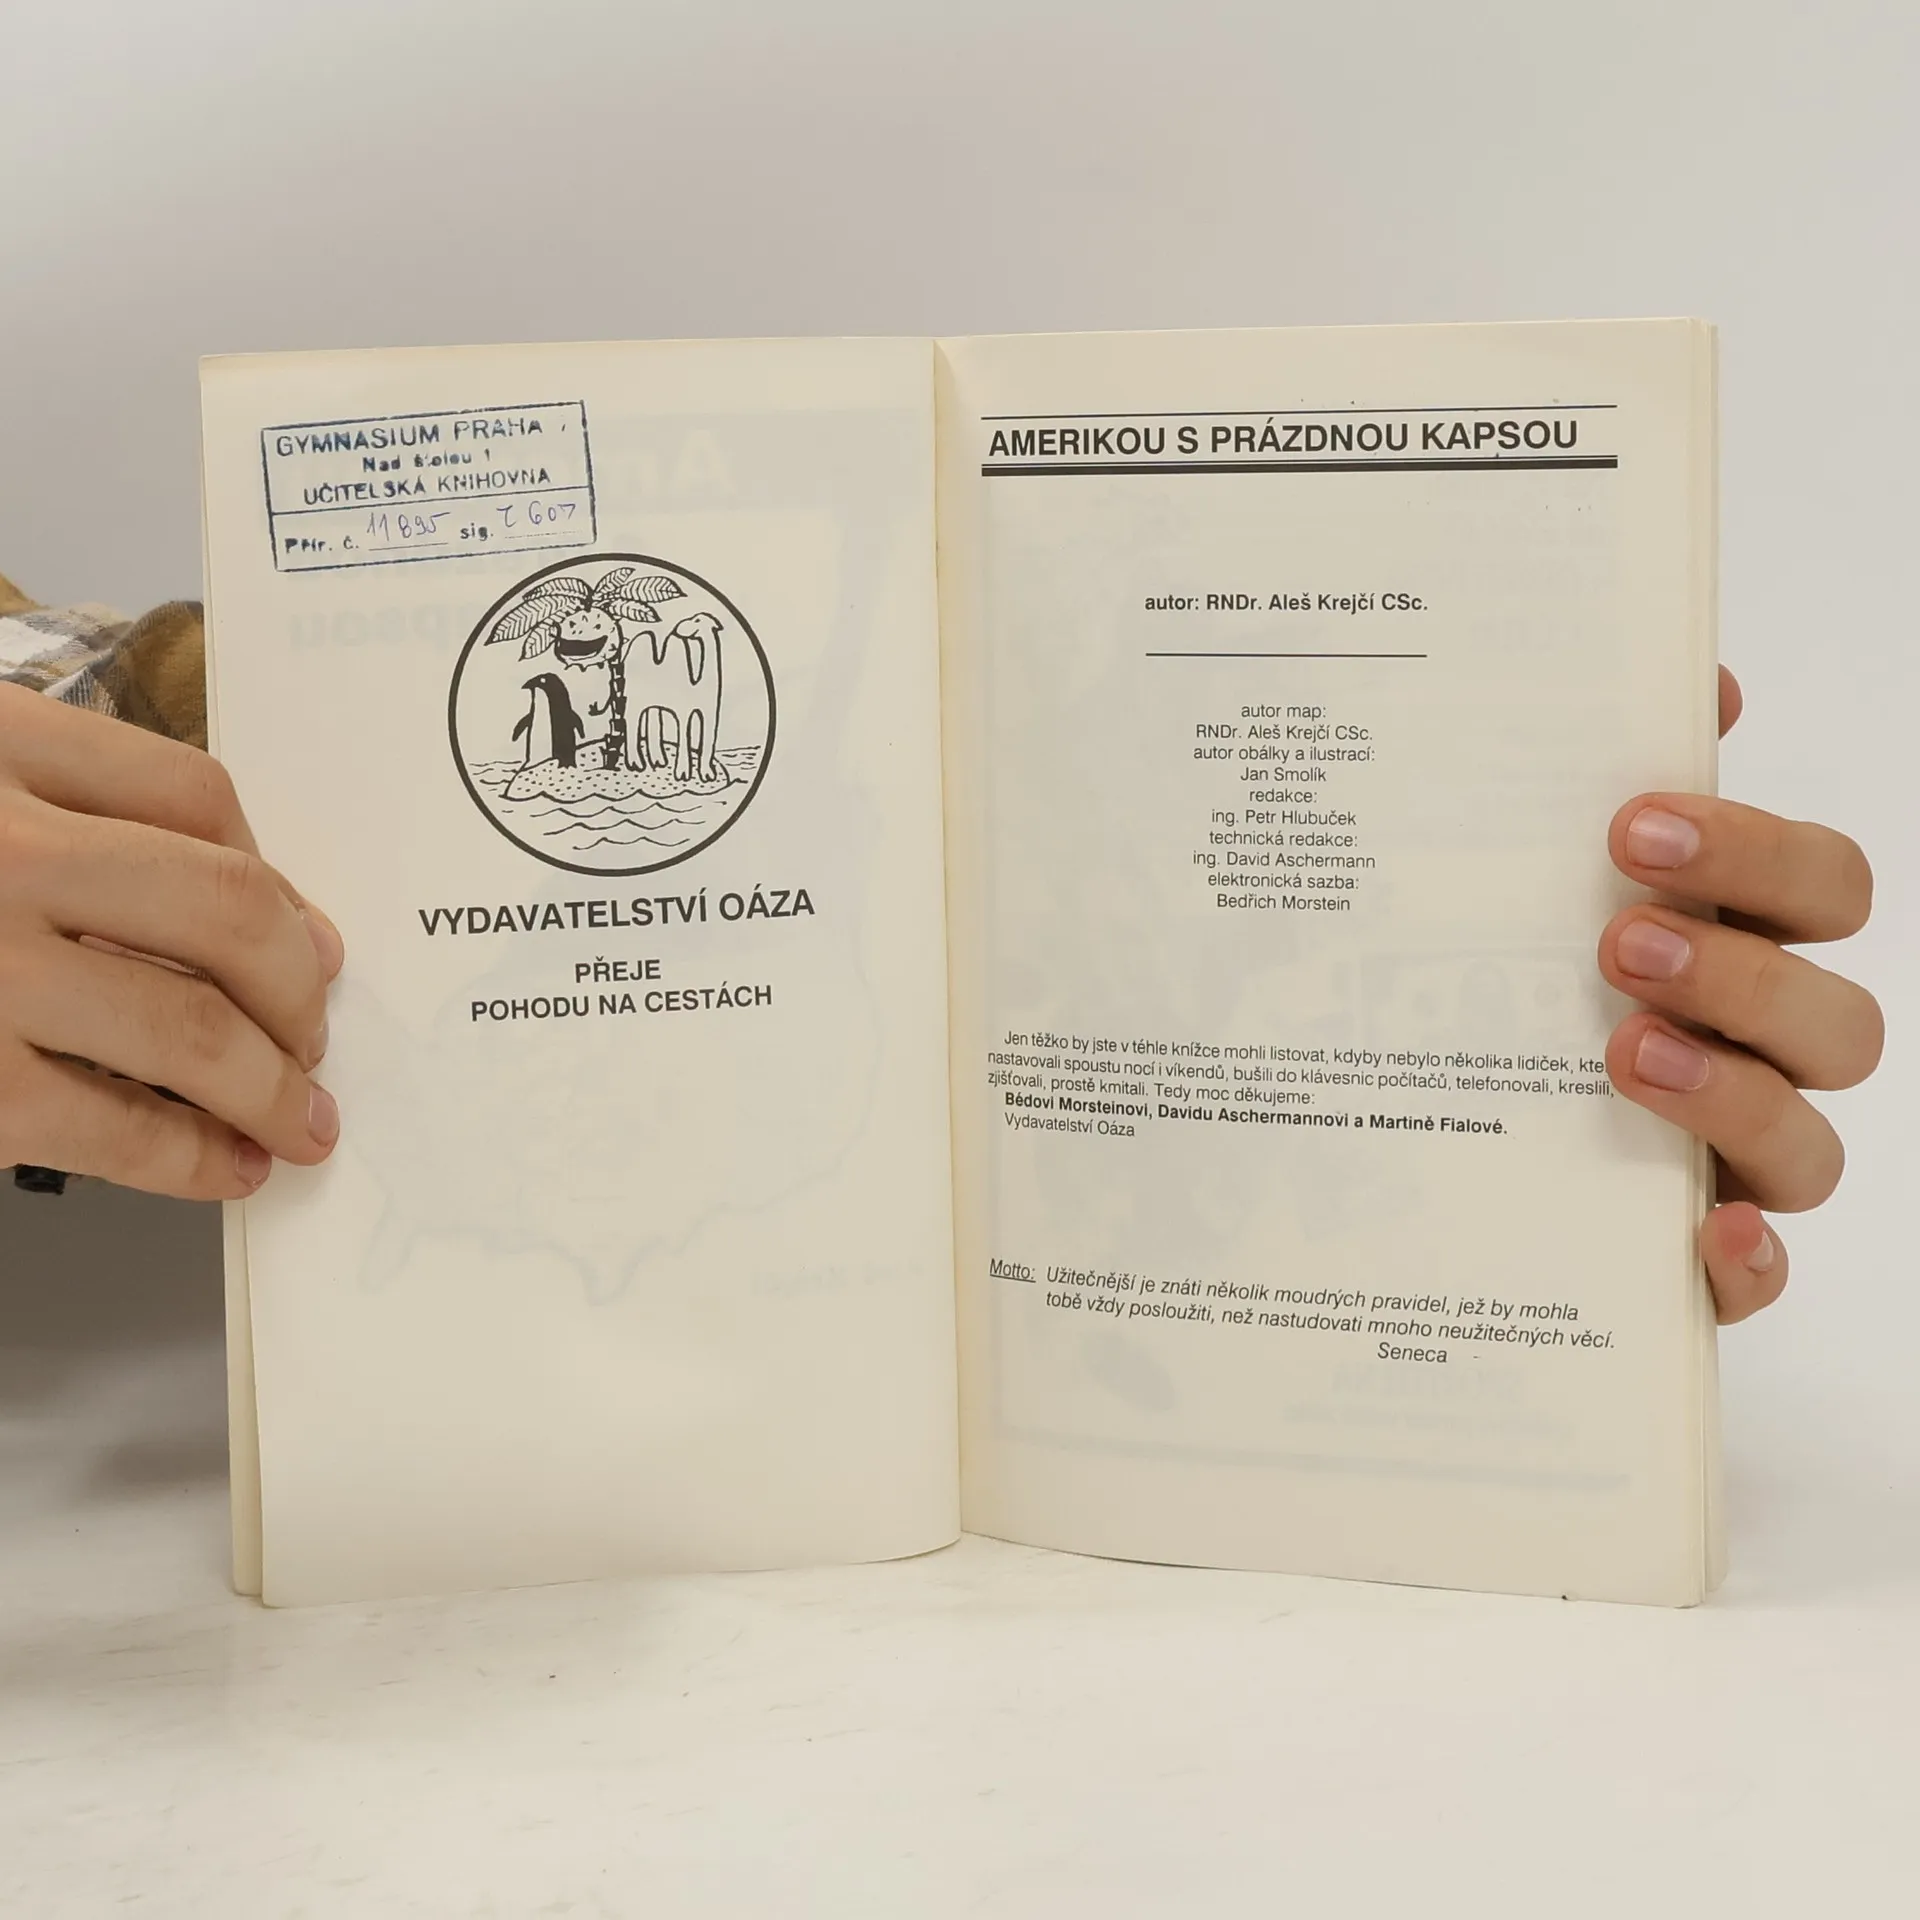 GYMNASIUM PRAHA
Nad štolou 1
UČITELSKÁ KNIHOVNA
Přír. č. 11895 sig. C 607
VYDAVATELSTVÍ OÁZA
PŘEJE
POHODU NA CESTÁCH
AMERIKOU S PRÁZDNOU KAPSOU
autor: RNDr. Aleš Krejčí CSc.
autor map:
RNDr. Aleš Krejčí CSc.
autor obálky a ilustrací:
Jan Smolík
redakce:
ing. Petr Hlubuček
technická redakce:
ing. David Aschermann
elektronická sazba:
Bedřich Morstein
Jen těžko by jste v téhle knížce mohli listovat, kdyby nebylo několika lidiček,
nastavovali spoustu nocí i víkendů, bušili do klávesnic počítačů, telefonovali, kreslili,
zjišťovali, prostě kmitali. Tedy moc děkujeme:
Bédovi Morsteinovi, Davidu Aschermannovi a Martině Fialové.
Vydavatelství Oáza
Motto: Užitečnější je znáti několik moudrých pravidel, jež by mohla
tobě vždy posloužiti, než nastudovati mnoho neužitečných věcí.
Seneca